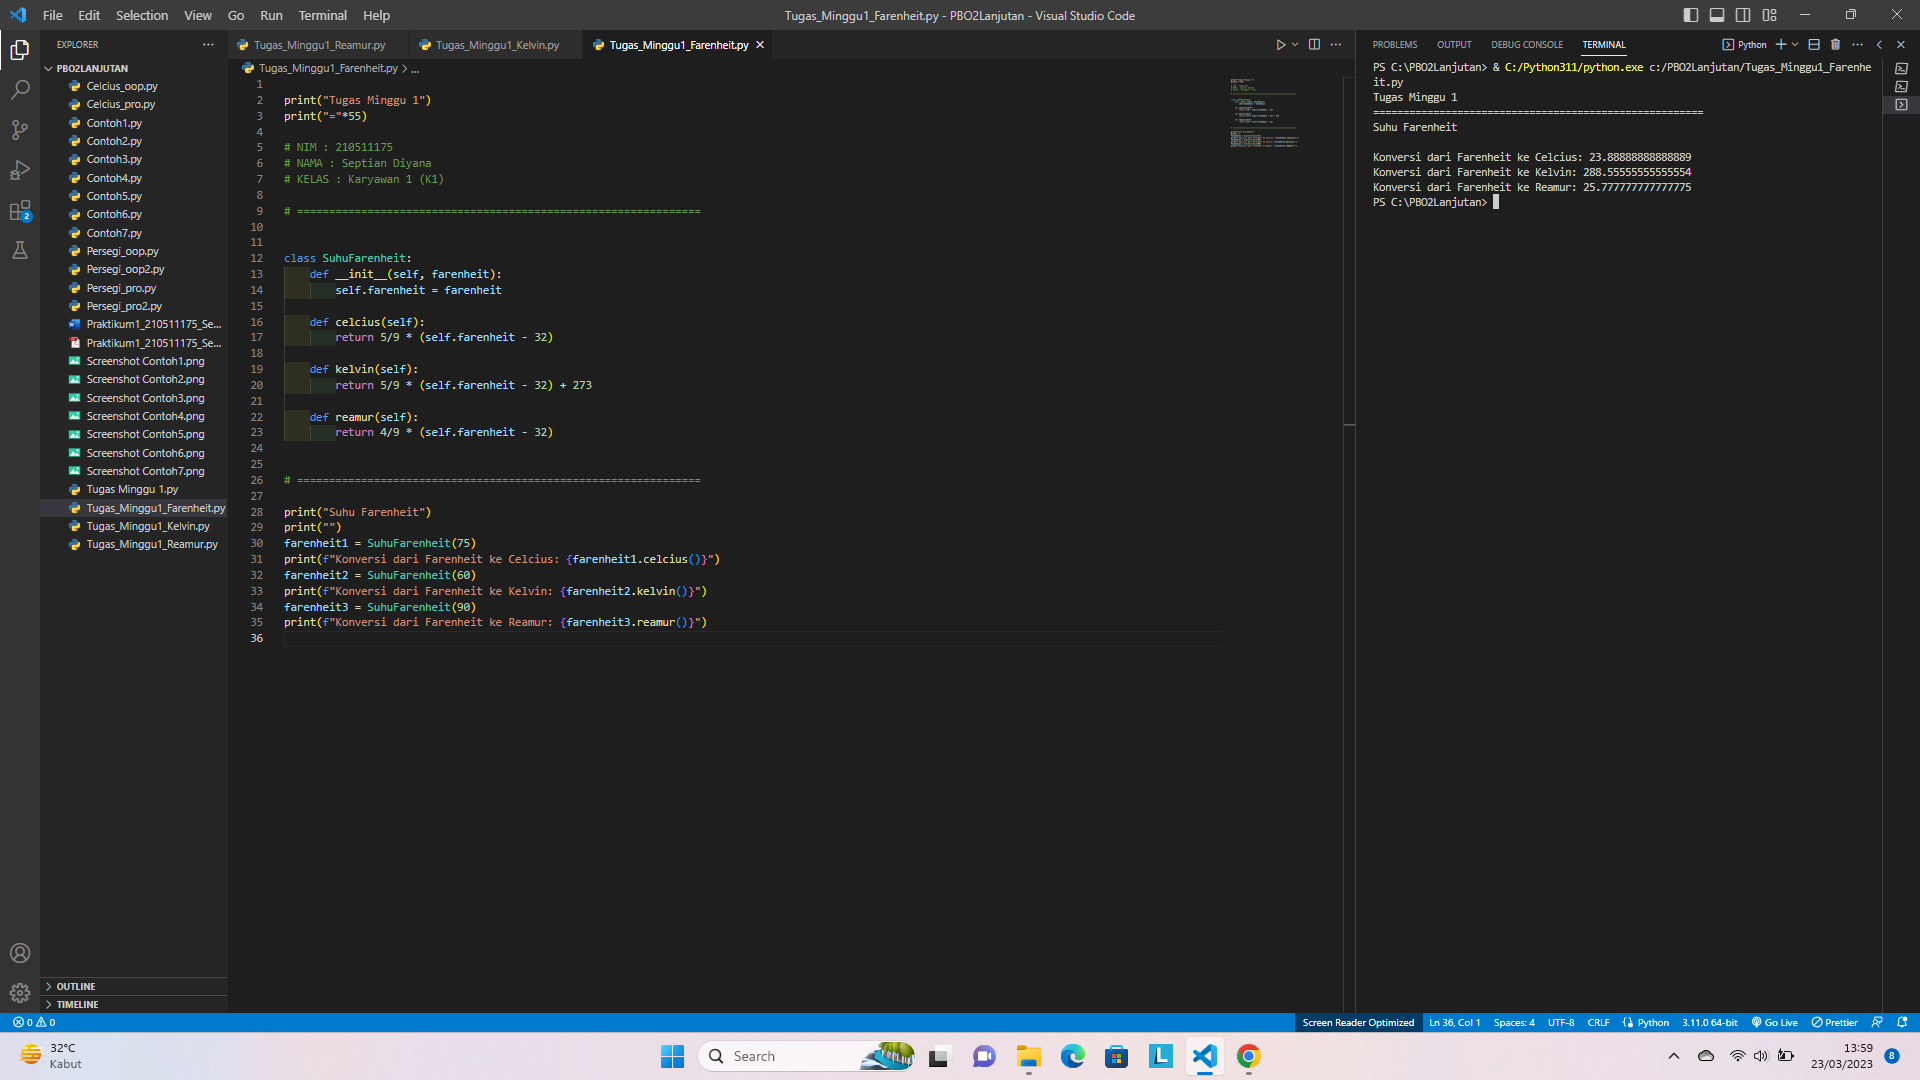 File Edit Selection View Go Run Terminal Help
Tugas_Minggu1_Farenheit.py - PBO2Lanjutan - Visual Studio Code
EXPLORER
PBO2LANJUTAN
Celcius_oop.py
Celcius_pro.py
Contoh1.py
Contoh2.py
Contoh3.py
Contoh4.py
Contoh5.py
Contoh6.py
Contoh7.py
Persegi_oop.py
Persegi_oop2.py
Persegi_pro.py
Persegi_pro2.py
Praktikum1_210511175_Se...
Praktikum1_210511175_Se...
Screenshot Contoh1.png
Screenshot Contoh2.png
Screenshot Contoh3.png
Screenshot Contoh4.png
Screenshot Contoh5.png
Screenshot Contoh6.png
Screenshot Contoh7.png
Tugas Minggu 1.py
Tugas_Minggu1_Farenheit.py
Tugas_Minggu1_Kelvin.py
Tugas_Minggu1_Reamur.py
OUTLINE
TIMELINE
2
Tugas_Minggu1_Reamur.py Tugas_Minggu1_Kelvin.py Tugas_Minggu1_Farenheit.py
Tugas_Minggu1_Farenheit.py > ...
1
2 print("Tugas Minggu 1")
3 print("="*55)
4
5 # NIM : 210511175
6 # NAMA : Septian Diyana
7 # KELAS : Karyawan 1 (K1)
8
9 # ===============================================================
10
11
12 class SuhuFarenheit:
13 def __init__(self, farenheit):
14 self.farenheit = farenheit
15
16 def celcius(self):
17 return 5/9 * (self.farenheit - 32)
18
19 def kelvin(self):
20 return 5/9 * (self.farenheit - 32) + 273
21
22 def reamur(self):
23 return 4/9 * (self.farenheit - 32)
24
25
26 # ===============================================================
27
28 print("Suhu Farenheit")
29 print("")
30 farenheit1 = SuhuFarenheit(75)
31 print(f"Konversi dari Farenheit ke Celcius: {farenheit1.celcius()}")
32 farenheit2 = SuhuFarenheit(60)
33 print(f"Konversi dari Farenheit ke Kelvin: {farenheit2.kelvin()}")
34 farenheit3 = SuhuFarenheit(90)
35 print(f"Konversi dari Farenheit ke Reamur: {farenheit3.reamur()}")
36
PROBLEMS OUTPUT DEBUG CONSOLE TERMINAL Python
PS C:\PBO2Lanjutan> & C:/Python311/python.exe c:/PBO2Lanjutan/Tugas_Minggu1_Farenhe
it.py
Tugas Minggu 1
=======================================================
Suhu Farenheit
Konversi dari Farenheit ke Celcius: 23.88888888888889
Konversi dari Farenheit ke Kelvin: 288.55555555555554
Konversi dari Farenheit ke Reamur: 25.777777777777775
PS C:\PBO2Lanjutan>
0 0
Screen Reader Optimized Ln 36, Col 1 Spaces: 4 UTF-8 CRLF Python 3.11.0 64-bit Go Live Prettier
32°C
Kabut
Search
L
13:59
23/03/2023
8